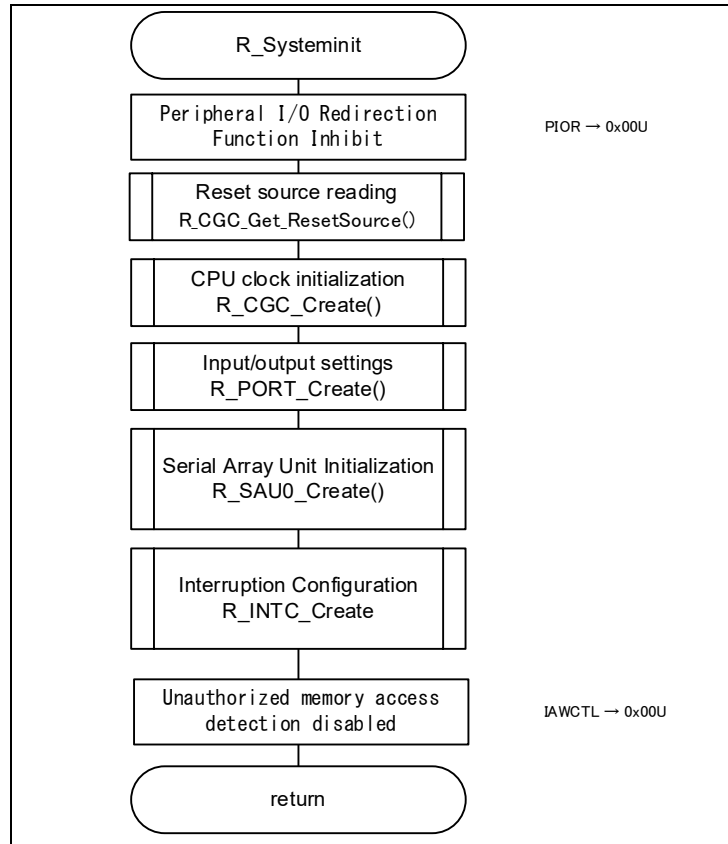 R_Systeminit
Peripheral I/O Redirection
Function Inhibit
PIOR → 0x00U
Reset source reading
R_CGC_Get_ResetSource()
CPU clock initialization
R_CGC_Create()
Input/output settings
R_PORT_Create()
Serial Array Unit Initialization
R_SAU0_Create()
Interruption Configuration
R_INTC_Create
Unauthorized memory access
detection disabled
IAWCTL → 0x00U
return